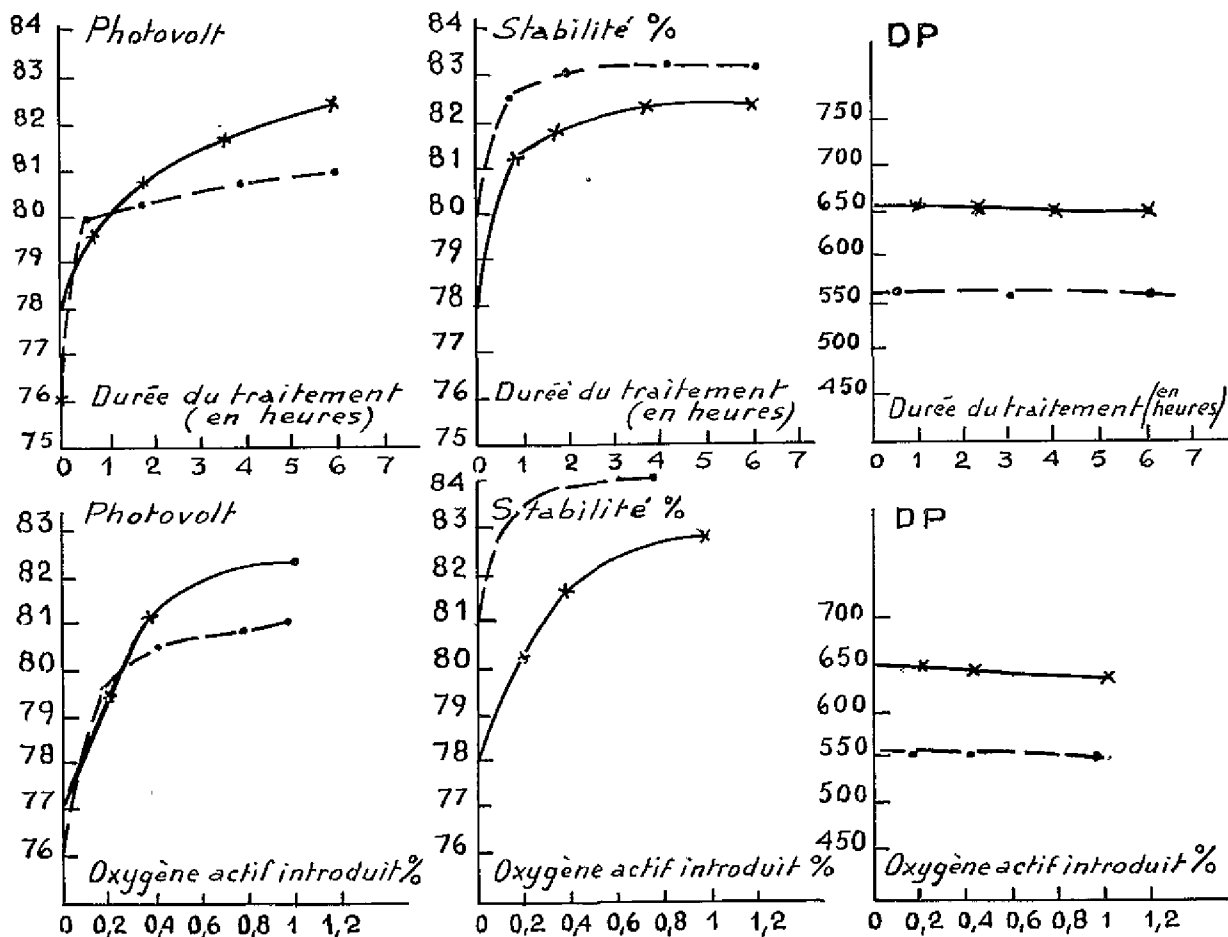 Photovolt
84
83
82
81
80
79
78
77
76
75
Durée du traitement
(en heures)
0 1 2 3 4 5 6 7
Stabilité %
84
83
82
81
80
79
78
77
76
75
Durée du traitement
(en heures)
0 1 2 3 4 5 6 7
DP
750
700
650
600
550
500
450
Durée du traitement (en heures)
0 1 2 3 4 5 6 7
Photovolt
83
82
81
80
79
78
77
76
Oxygène actif introduit %
0 0,2 0,4 0,6 0,8 1 1,2
Stabilité %
84
83
82
81
80
79
78
77
76
Oxygène actif introduit %
0 0,2 0,4 0,6 0,8 1 1,2
DP
700
650
600
550
500
450
Oxygène actif introduit %
0 0,2 0,4 0,6 0,8 1 1,2